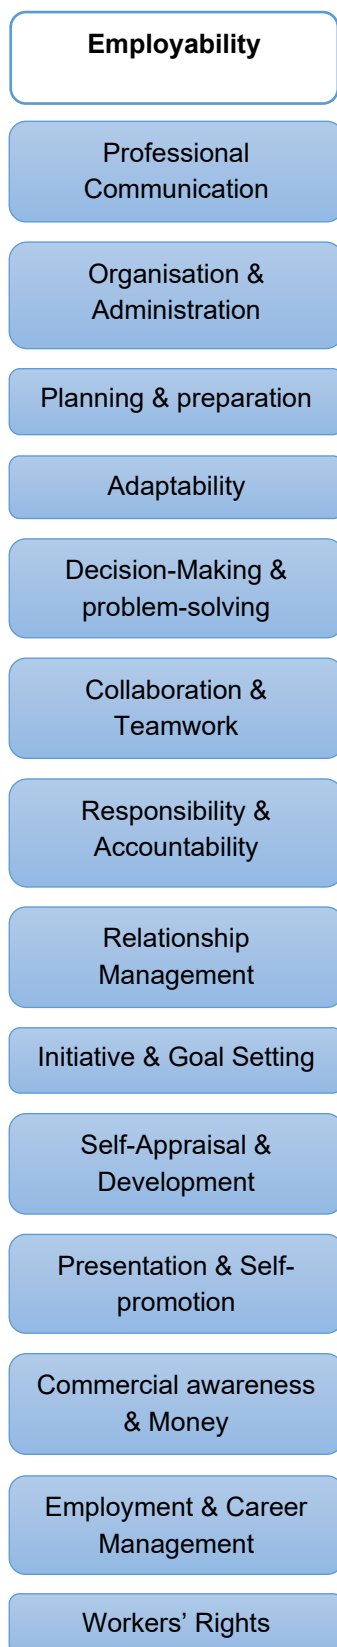 Employability
Professional
Communication
Organisation &
Administration
Planning & preparation
Adaptability
Decision-Making &
problem-solving
Collaboration &
Teamwork
Responsibility &
Accountability
Relationship
Management
Initiative & Goal Setting
Self-Appraisal &
Development
Presentation & Self-
promotion
Commercial awareness
& Money
Employment & Career
Management
Workers’ Rights